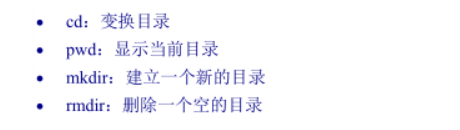 • cd：变换目录
• pwd：显示当前目录
• mkdir：建立一个新的目录
• rmdir：删除一个空的目录